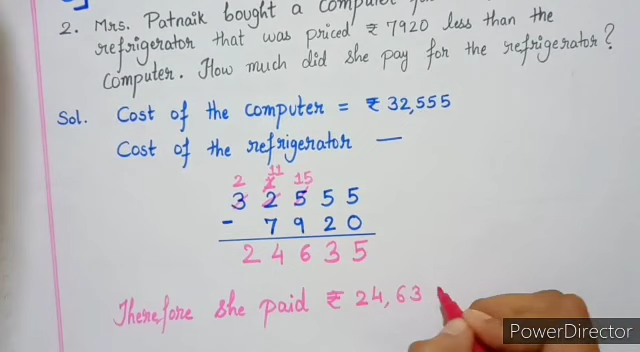 2. Mrs. Patnaik bought a computer
refrigerator that was priced ₹ 7920 less than the
computer. How much did she pay for the refrigerator?
Sol. Cost of the computer = ₹ 32,555
Cost of the refrigerator —
2 1 11 15
3 2 5 5 5
- 7 9 2 0
2 4 6 3 5
Therefore she paid ₹ 24,63
PowerDirector